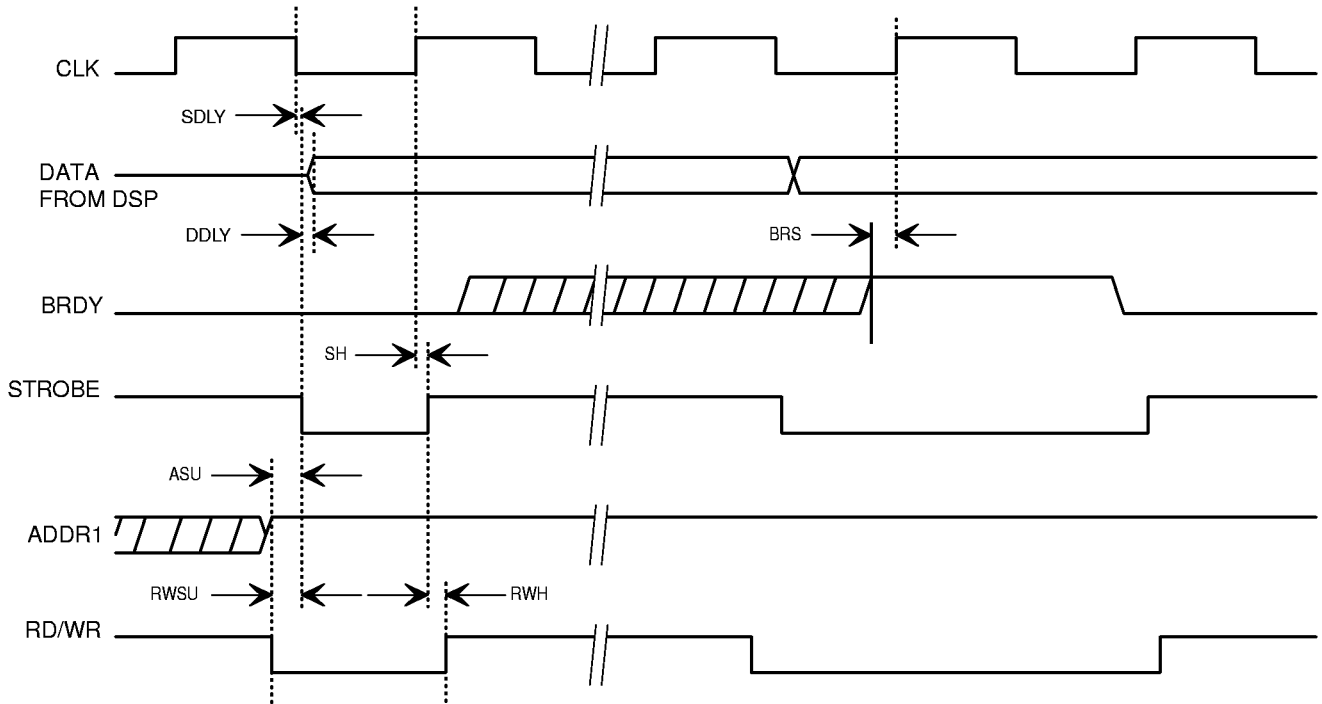 CLK
SDLY
DATA
FROM DSP
DDLY
BRS
BRDY
SH
STROBE
ASU
ADDR1
RWSU
RWH
RD/WR